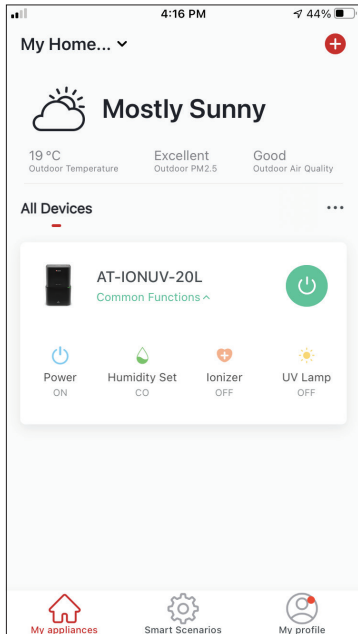 4:16 PM 44%
My Home...
Mostly Sunny
19 °C Excellent Good
Outdoor Temperature Outdoor PM2.5 Outdoor Air Quality
All Devices
AT-IONUV-20L
Common Functions
Power Humidity Set Ionizer UV Lamp
ON CO OFF OFF
My appliances Smart Scenarios My profile